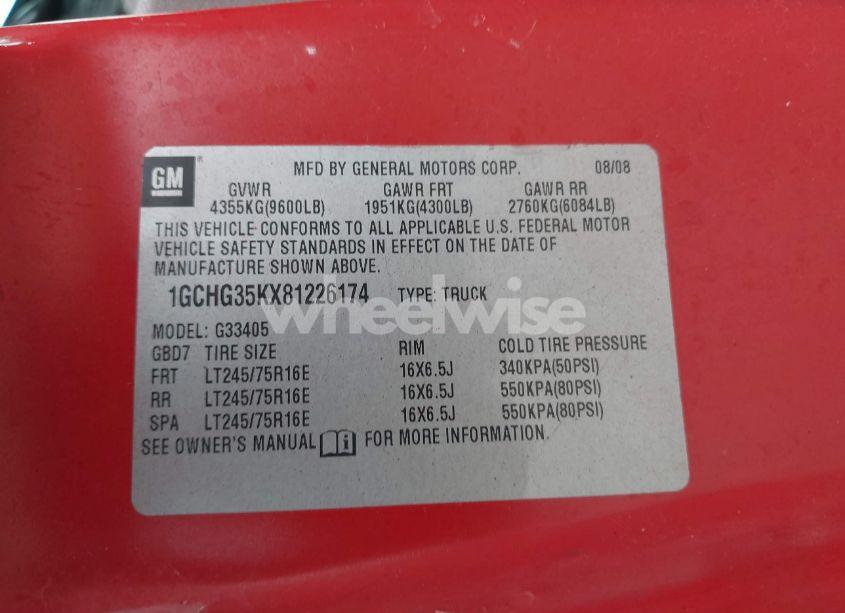 GM
MFD BY GENERAL MOTORS CORP. 08/08
GVWR GAWR FRT GAWR RR
4355KG(9600LB) 1951KG(4300LB) 2760KG(6084LB)
THIS VEHICLE CONFORMS TO ALL APPLICABLE U.S. FEDERAL MOTOR
VEHICLE SAFETY STANDARDS IN EFFECT ON THE DATE OF
MANUFACTURE SHOWN ABOVE.
1GCHG35KX81226174 TYPE: TRUCK
wheelwise
MODEL: G33405
GBD7 TIRE SIZE RIM COLD TIRE PRESSURE
FRT LT245/75R16E 16X6.5J 340KPA(50PSI)
RR LT245/75R16E 16X6.5J 550KPA(80PSI)
SPA LT245/75R16E 16X6.5J 550KPA(80PSI)
SEE OWNER'S MANUAL FOR MORE INFORMATION.